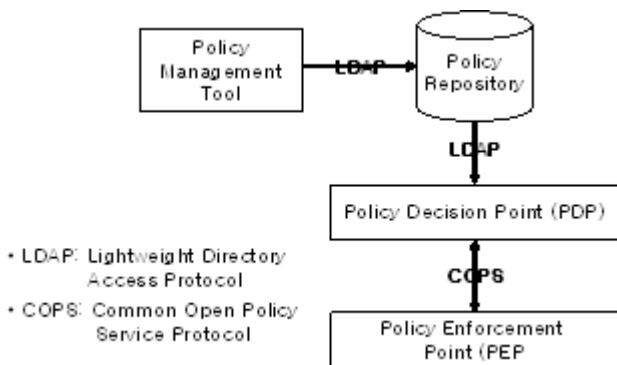 Policy
Management
Tool
LDAP
Policy
Repository
LDAP
Policy Decision Point (PDP)
• LDAP: Lightweight Directory
Access Protocol
COPS
• COPS: Common Open Policy
Service Protocol
Policy Enforcement
Point (PEP